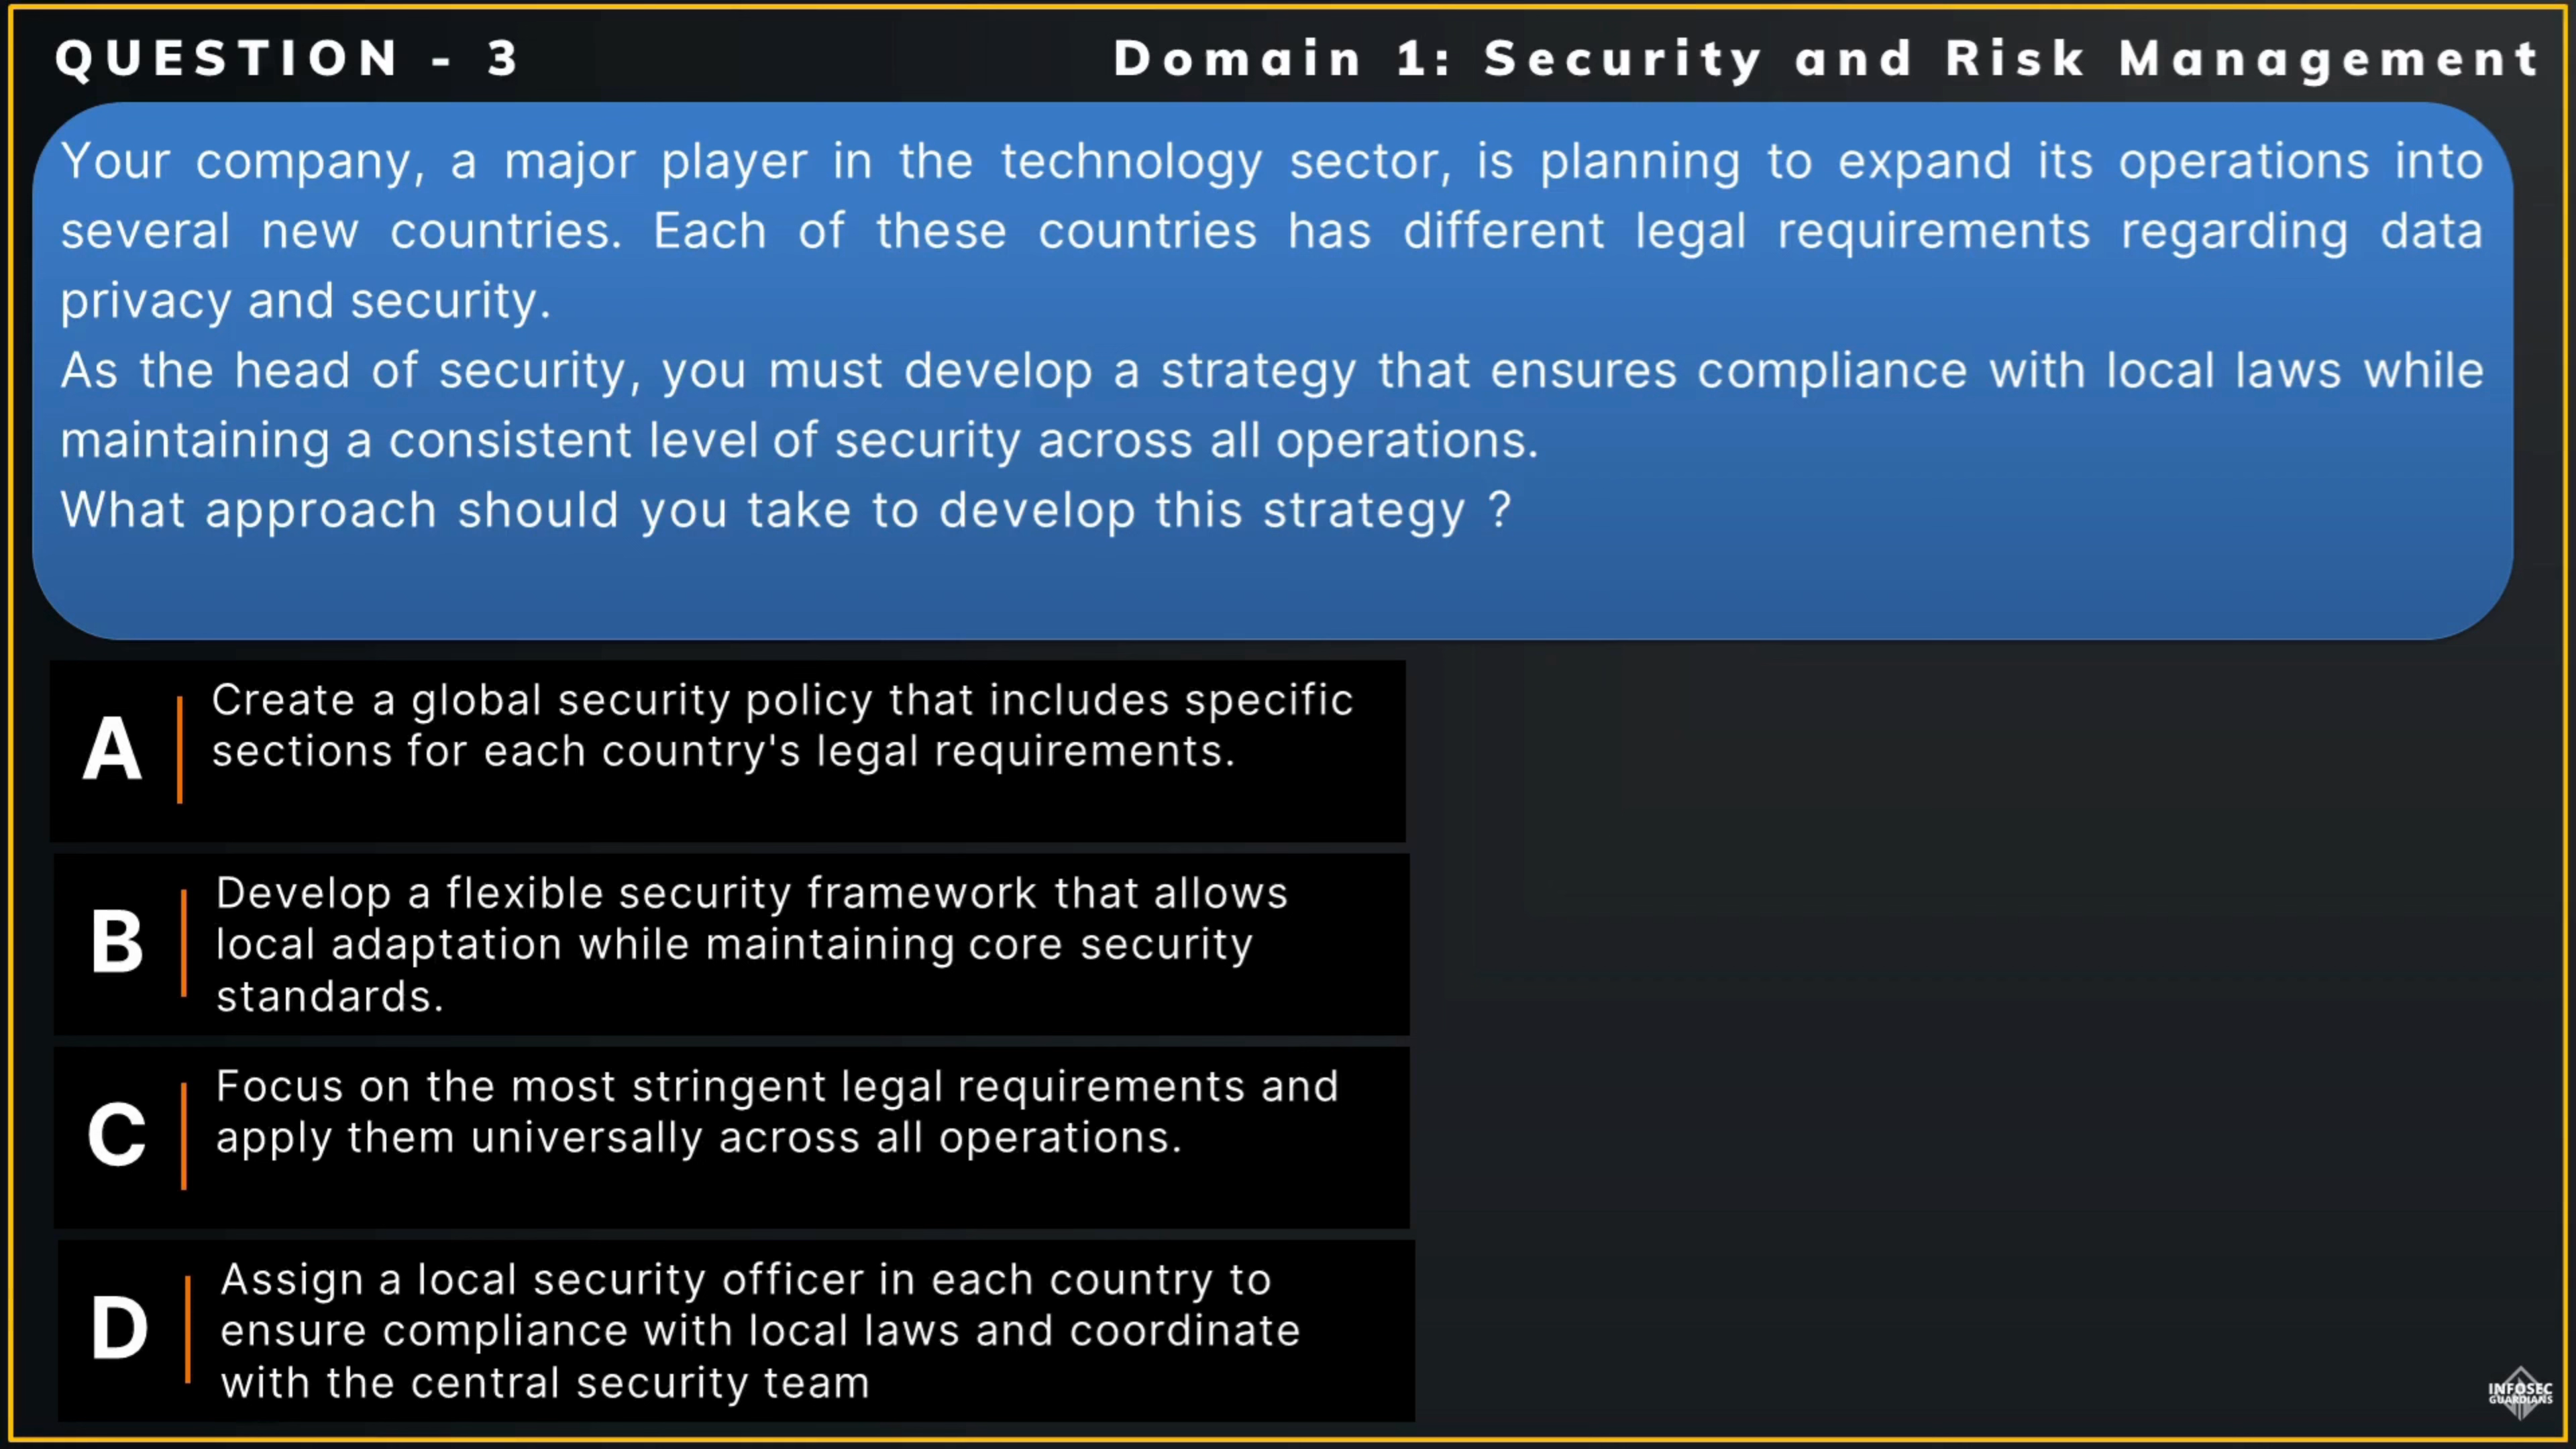 QUESTION - 3
Domain 1: Security and Risk Management
Your company, a major player in the technology sector, is planning to expand its operations into
several new countries. Each of these countries has different legal requirements regarding data
privacy and security.
As the head of security, you must develop a strategy that ensures compliance with local laws while
maintaining a consistent level of security across all operations.
What approach should you take to develop this strategy ?
A
Create a global security policy that includes specific
sections for each country's legal requirements.
B
Develop a flexible security framework that allows
local adaptation while maintaining core security
standards.
C
Focus on the most stringent legal requirements and
apply them universally across all operations.
D
Assign a local security officer in each country to
ensure compliance with local laws and coordinate
with the central security team
INFOSEC
GUARDIANS